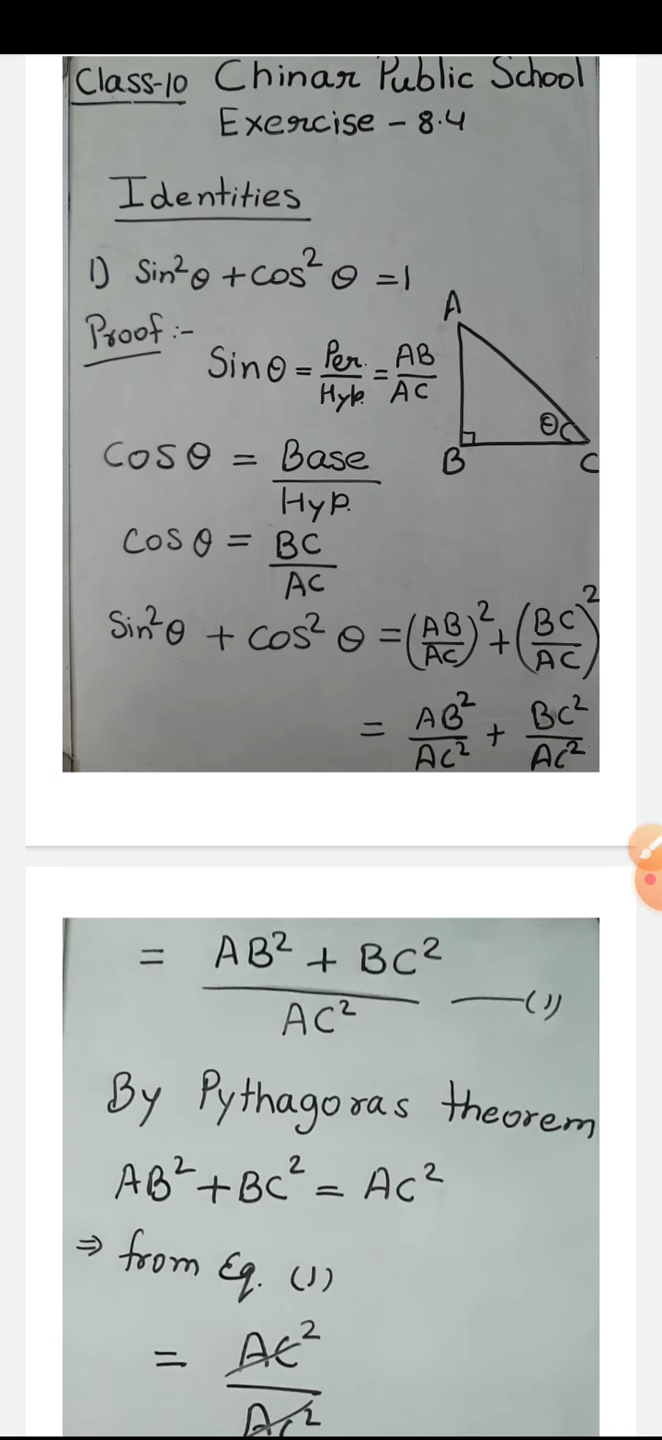 Class-10 Chinar Public School
Exercise - 8.4
Identities
1) Sin²θ + cos²θ = 1
Proof :-
Sinθ = Per./Hyp. = AB/AC
A
B
θ
C
Cosθ = Base/Hyp.
Cosθ = BC/AC
Sin²θ + cos²θ = (AB/AC)² + (BC/AC)²
= AB²/AC² + BC²/AC²
= (AB² + BC²)/AC² —(1)
By Pythagoras theorem
AB² + BC² = AC²
⇒ from Eq. (1)
= AC²/AC²